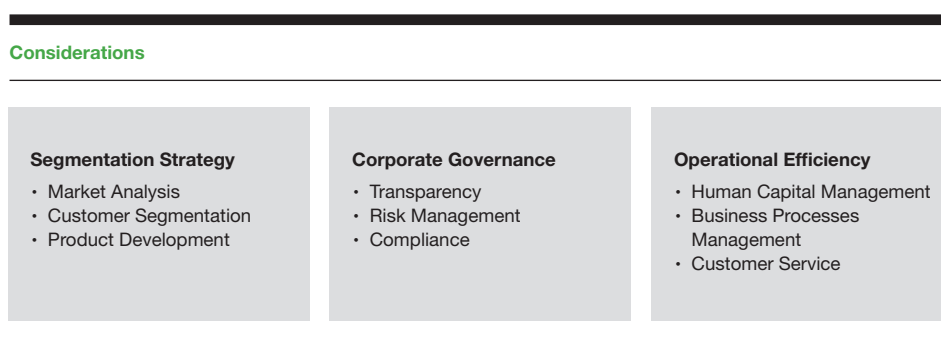 Considerations
Segmentation Strategy
• Market Analysis
• Customer Segmentation
• Product Development
Corporate Governance
• Transparency
• Risk Management
• Compliance
Operational Efficiency
• Human Capital Management
• Business Processes
Management
• Customer Service